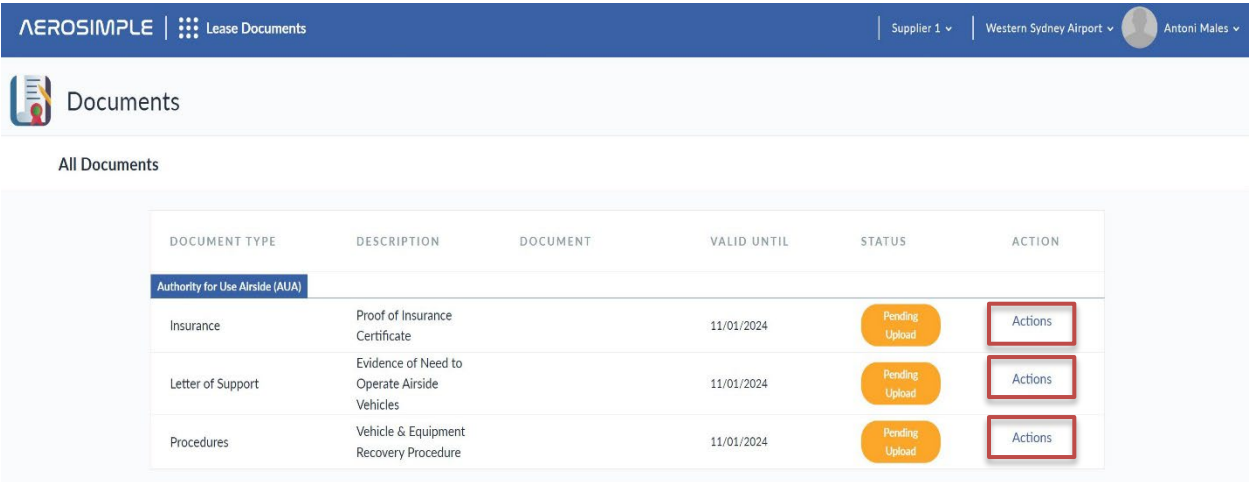 AEROSIMPLE Lease Documents Supplier 1 Western Sydney Airport Antoni Males
Documents
All Documents
DOCUMENT TYPE DESCRIPTION DOCUMENT VALID UNTIL STATUS ACTION
Authority for Use Airside (AUA)
Insurance
Proof of Insurance
Certificate
11/01/2024
Pending
Upload
Actions
Letter of Support
Evidence of Need to
Operate Airside
Vehicles
11/01/2024
Pending
Upload
Actions
Procedures
Vehicle & Equipment
Recovery Procedure
11/01/2024
Pending
Upload
Actions